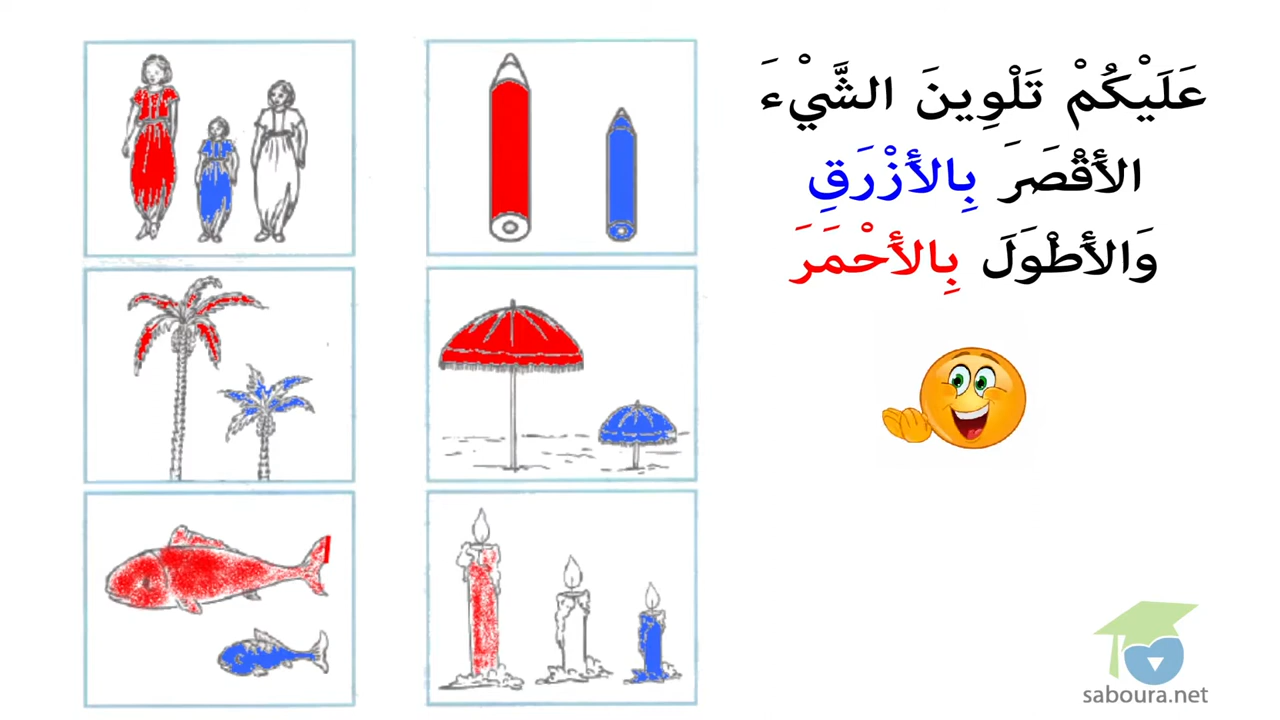 عَلَيْكُمْ تَلْوِينَ الشَّيْءَ
الأَقْصَرَ بِالأَزْرَقِ
وَالأَطْوَلَ بِالأَحْمَرَ
saboura.net